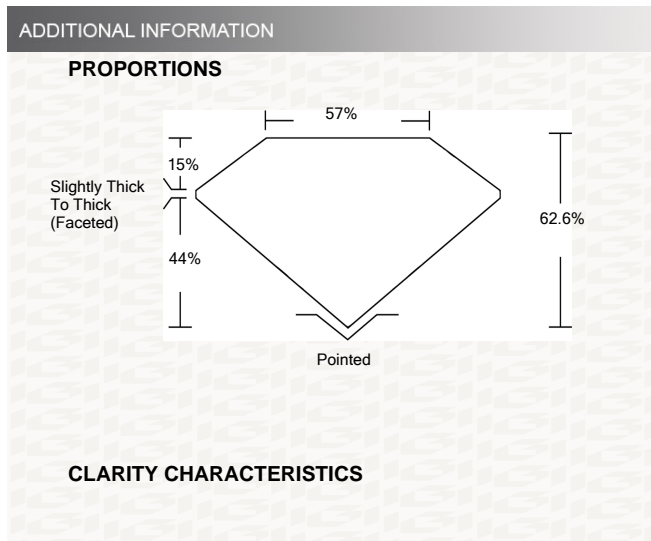 ADDITIONAL INFORMATION
PROPORTIONS
57%
15%
Slightly Thick
To Thick
(Faceted)
62.6%
44%
Pointed
CLARITY CHARACTERISTICS